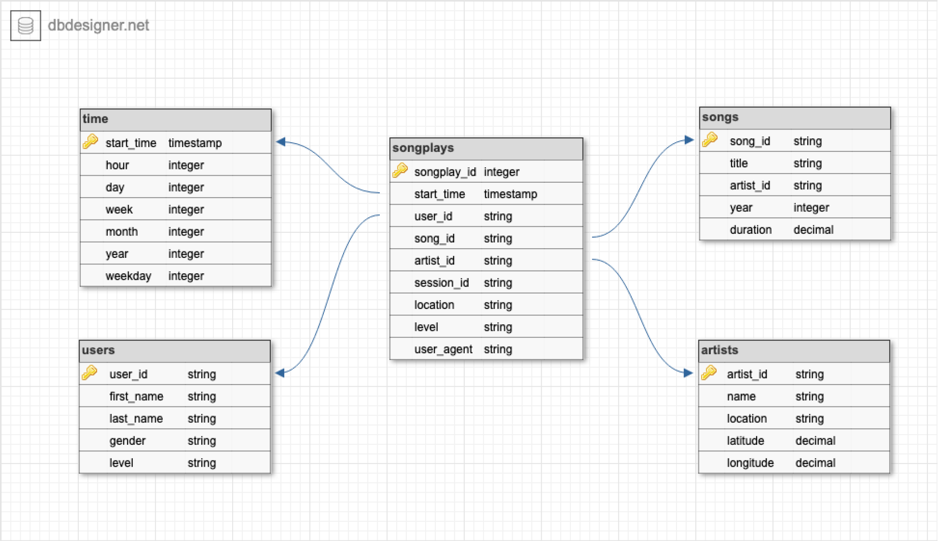 dbdesigner.net
time
start_time timestamp
hour integer
day integer
week integer
month integer
year integer
weekday integer
users
user_id string
first_name string
last_name string
gender string
level string
songplays
songplay_id integer
start_time timestamp
user_id string
song_id string
artist_id string
session_id string
location string
level string
user_agent string
songs
song_id string
title string
artist_id string
year integer
duration decimal
artists
artist_id string
name string
location string
latitude decimal
longitude decimal